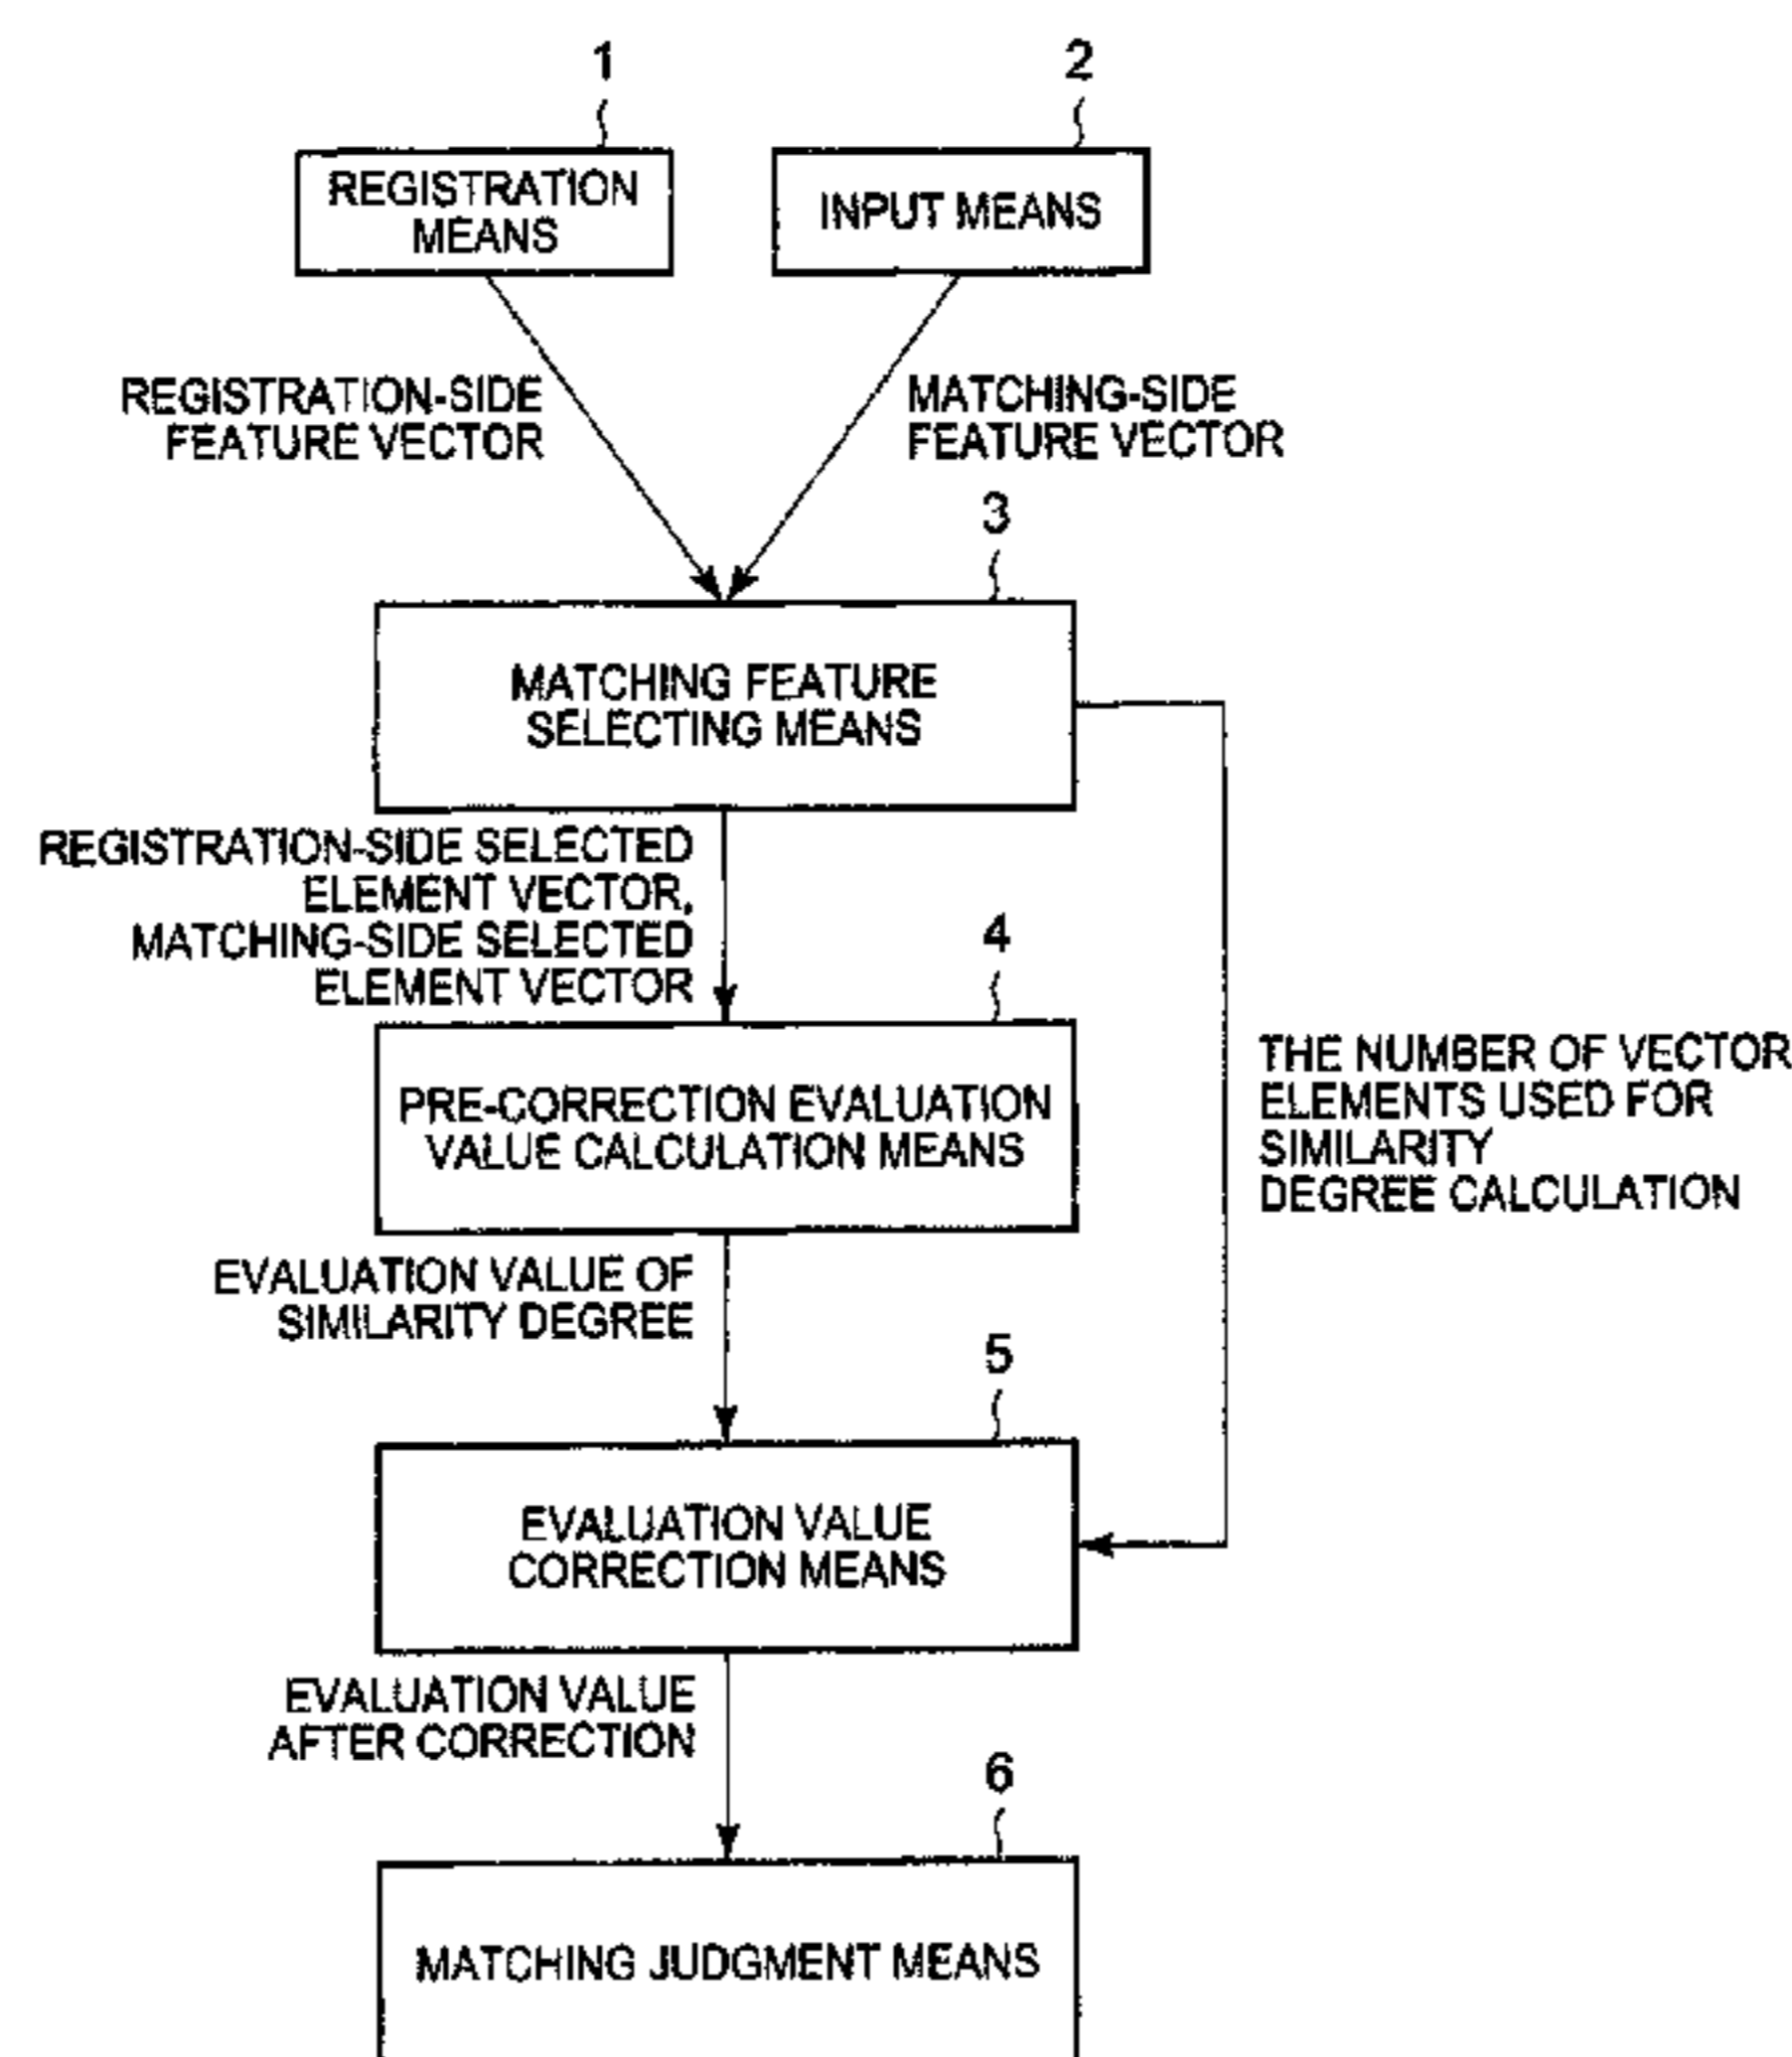 1
2
REGISTRATION
MEANS
INPUT MEANS
REGISTRATION-SIDE
FEATURE VECTOR
MATCHING-SIDE
FEATURE VECTOR
3
MATCHING FEATURE
SELECTING MEANS
REGISTRATION-SIDE SELECTED
ELEMENT VECTOR,
MATCHING-SIDE SELECTED
ELEMENT VECTOR
4
PRE-CORRECTION EVALUATION
VALUE CALCULATION MEANS
THE NUMBER OF VECTOR
ELEMENTS USED FOR
SIMILARITY
DEGREE CALCULATION
EVALUATION VALUE OF
SIMILARITY DEGREE
5
EVALUATION VALUE
CORRECTION MEANS
EVALUATION VALUE
AFTER CORRECTION
6
MATCHING JUDGMENT MEANS